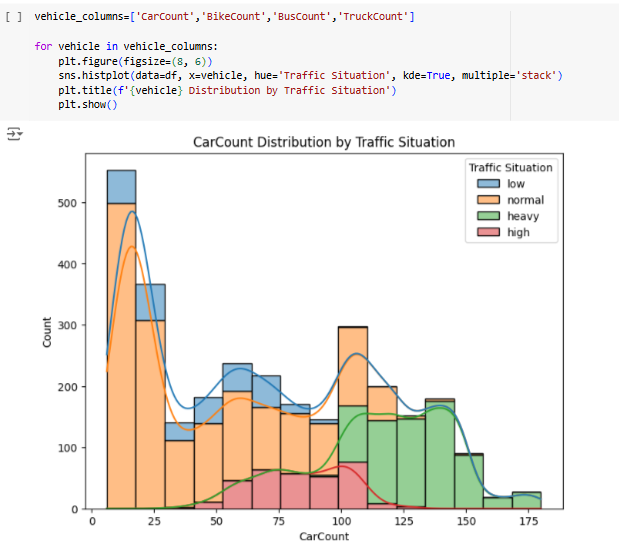 [ ] vehicle_columns=['CarCount','BikeCount','BusCount','TruckCount']
for vehicle in vehicle_columns:
    plt.figure(figsize=(8, 6))
    sns.histplot(data=df, x=vehicle, hue='Traffic Situation', kde=True, multiple='stack')
    plt.title(f'{vehicle} Distribution by Traffic Situation')
    plt.show()
CarCount Distribution by Traffic Situation
Traffic Situation
low
normal
heavy
high
500
400
300
200
100
0
Count
0 25 50 75 100 125 150 175
CarCount